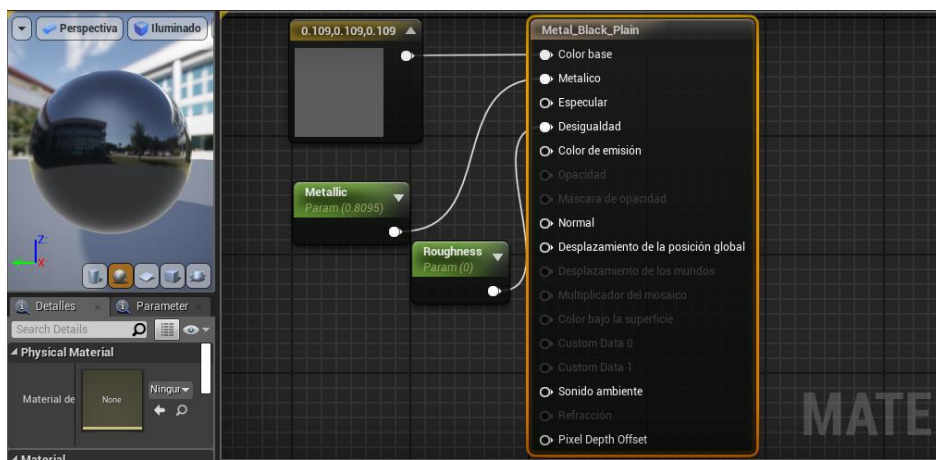 Perspectiva
Iluminado
0.109,0.109,0.109
Metal_Black_Plain
Color base
Metalico
Especular
Desigualdad
Color de emisión
Opacidad
Máscara de opacidad
Normal
Desplazamiento de la posición global
Desplazamiento de los mundos
Multiplicador del mosaico
Color bajo la superficie
Custom Data 0
Custom Data 1
Sonido ambiente
Refracción
Pixel Depth Offset
Metallic
Param (0.8095)
Roughness
Param (0)
Z
X
Detalles
Parameter
Search Details
Physical Material
Material de
None
Ningur
Material
MATE